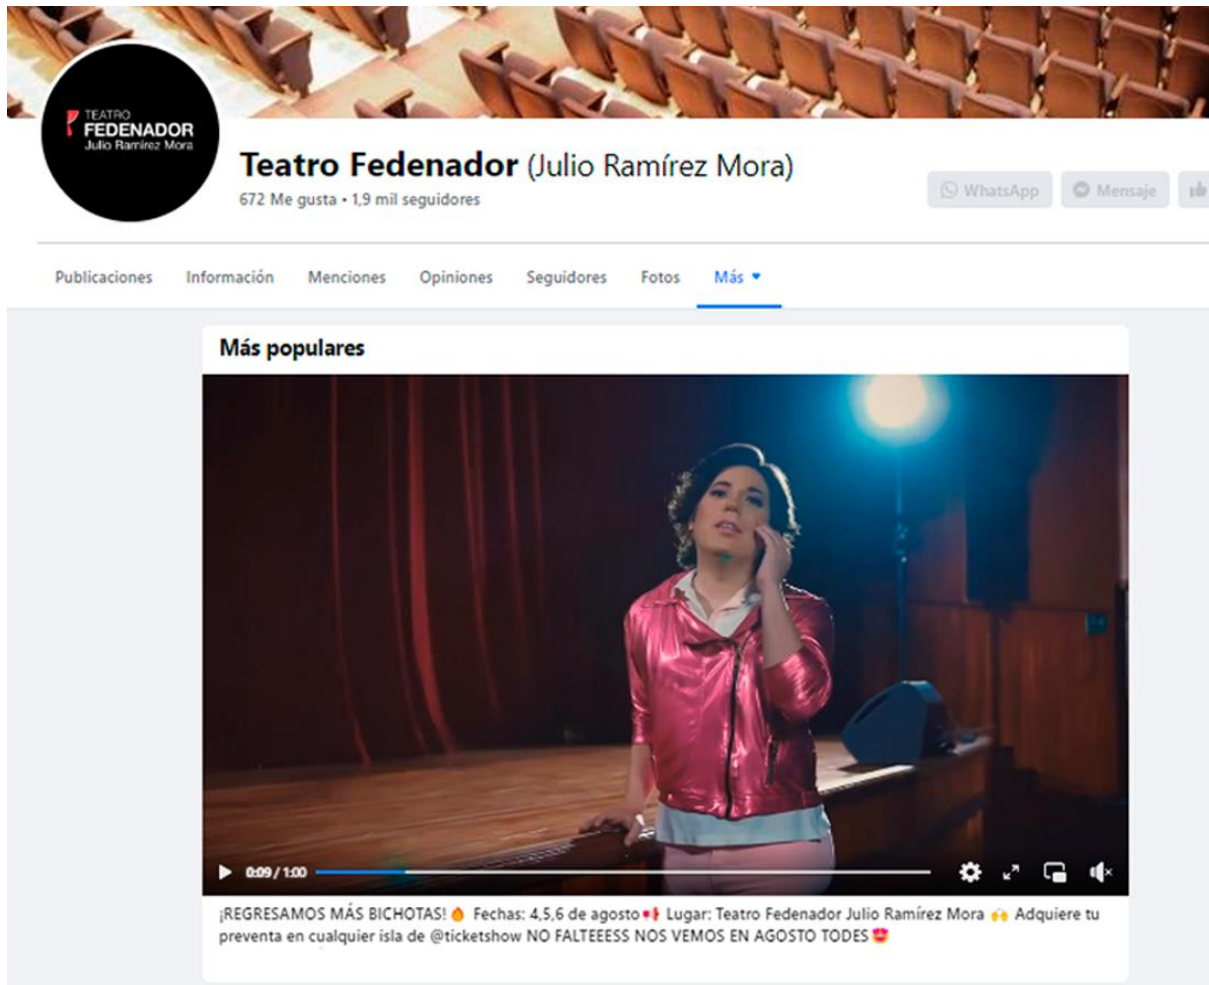 TEATRO
FEDENADOR
Julio Ramírez Mora
Teatro Fedenador (Julio Ramírez Mora)
672 Me gusta • 1,9 mil seguidores
WhatsApp
Mensaje
Publicaciones Información Menciones Opiniones Seguidores Fotos Más
Más populares
0:09 / 1:00
¡REGRESAMOS MÁS BICHOTAS!🔥 Fechas: 4,5,6 de agosto Lugar: Teatro Fedenador Julio Ramírez Mora 🙌 Adquiere tu
preventa en cualquier isla de @ticketshow NO FALTEEESS NOS VEMOS EN AGOSTO TODES 🤩